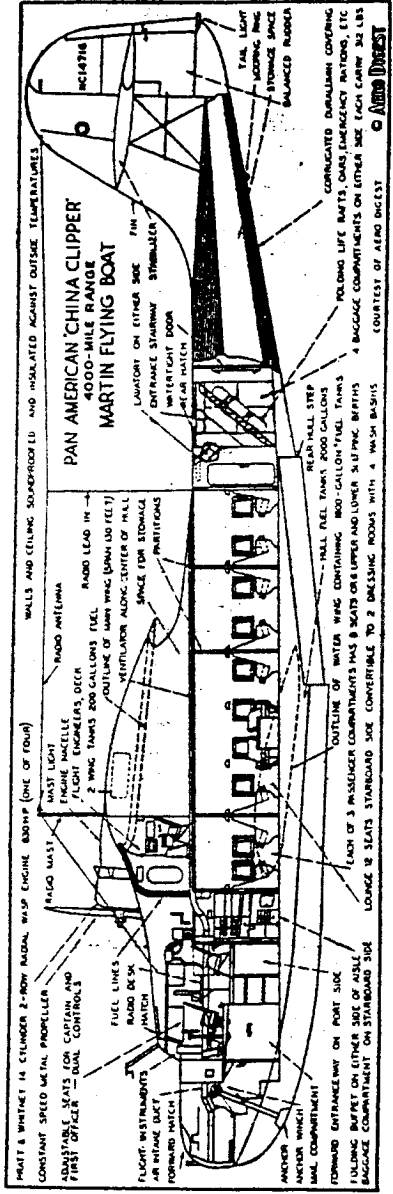 PRATT & WHITNEY 14 CYLINDER 2-ROW RADIAL WASP ENGINE 830 H P (ONE OF FOUR)
WALLS AND CEILING SOUNDPROOFED AND INSULATED AGAINST OUTSIDE TEMPERATURES
CONSTANT SPEED METAL PROPELLER
RADIO MAST
MAST LIGHT
RADIO ANTENNA
ADJUSTABLE SEATS FOR CAPTAIN AND
FIRST OFFICER — DUAL CONTROLS
ENGINE NACELLE
FLIGHT ENGINEERS, DECK
2 WING TANKS 200 GALLONS FUEL
RADIO LEAD IN
OUTLINE OF MAIN WING (SPAN 130 FEET)
VENTILATOR ALONG CENTER OF HULL
SPACE FOR STOWAGE
PARTITIONS
FUEL LINES
RADIO DESK
HATCH
FLIGHT-INSTRUMENTS
AIR INTAKE DUCT
FORWARD HATCH
PAN AMERICAN 'CHINA CLIPPER'
4000-MILE RANGE
MARTIN FLYING BOAT
NC14716
FIN
STABILIZER
LAVATORY ON EITHER SIDE
ENTRANCE STAIRWAY
WATERTIGHT DOOR
REAR HATCH
TAIL LIGHT
MOORING RING
STOWAGE SPACE
BALANCED RUDDER
ANCHOR
ANCHOR WINCH
MAIL COMPARTMENT
FORWARD ENTRANCEWAY ON PORT SIDE
FOLDING BUFFET ON EITHER SIDE OF AISLE
BAGGAGE COMPARTMENT ON STARBOARD SIDE
REAR HULL STEP
HULL FUEL TANKS 2000 GALLONS
OUTLINE OF WATER WING CONTAINING 1800-GALLON FUEL TANKS
EACH OF 3 PASSENGER COMPARTMENTS HAS 8 SEATS OR 6 UPPER AND LOWER SLEEPING BERTHS
LOUNGE 12 SEATS STARBOARD SIDE CONVERTIBLE TO 2 DRESSING ROOMS WITH 4 WASH BASINS
CORRUGATED DURALUMIN COVERING
FOLDING LIFE RAFTS, OARS, EMERGENCY RATIONS, ETC
4 BAGGAGE COMPARTMENTS ON EITHER SIDE EACH CARRY 312 LBS
COURTESY OF AERO DIGEST
© AERO DIGEST